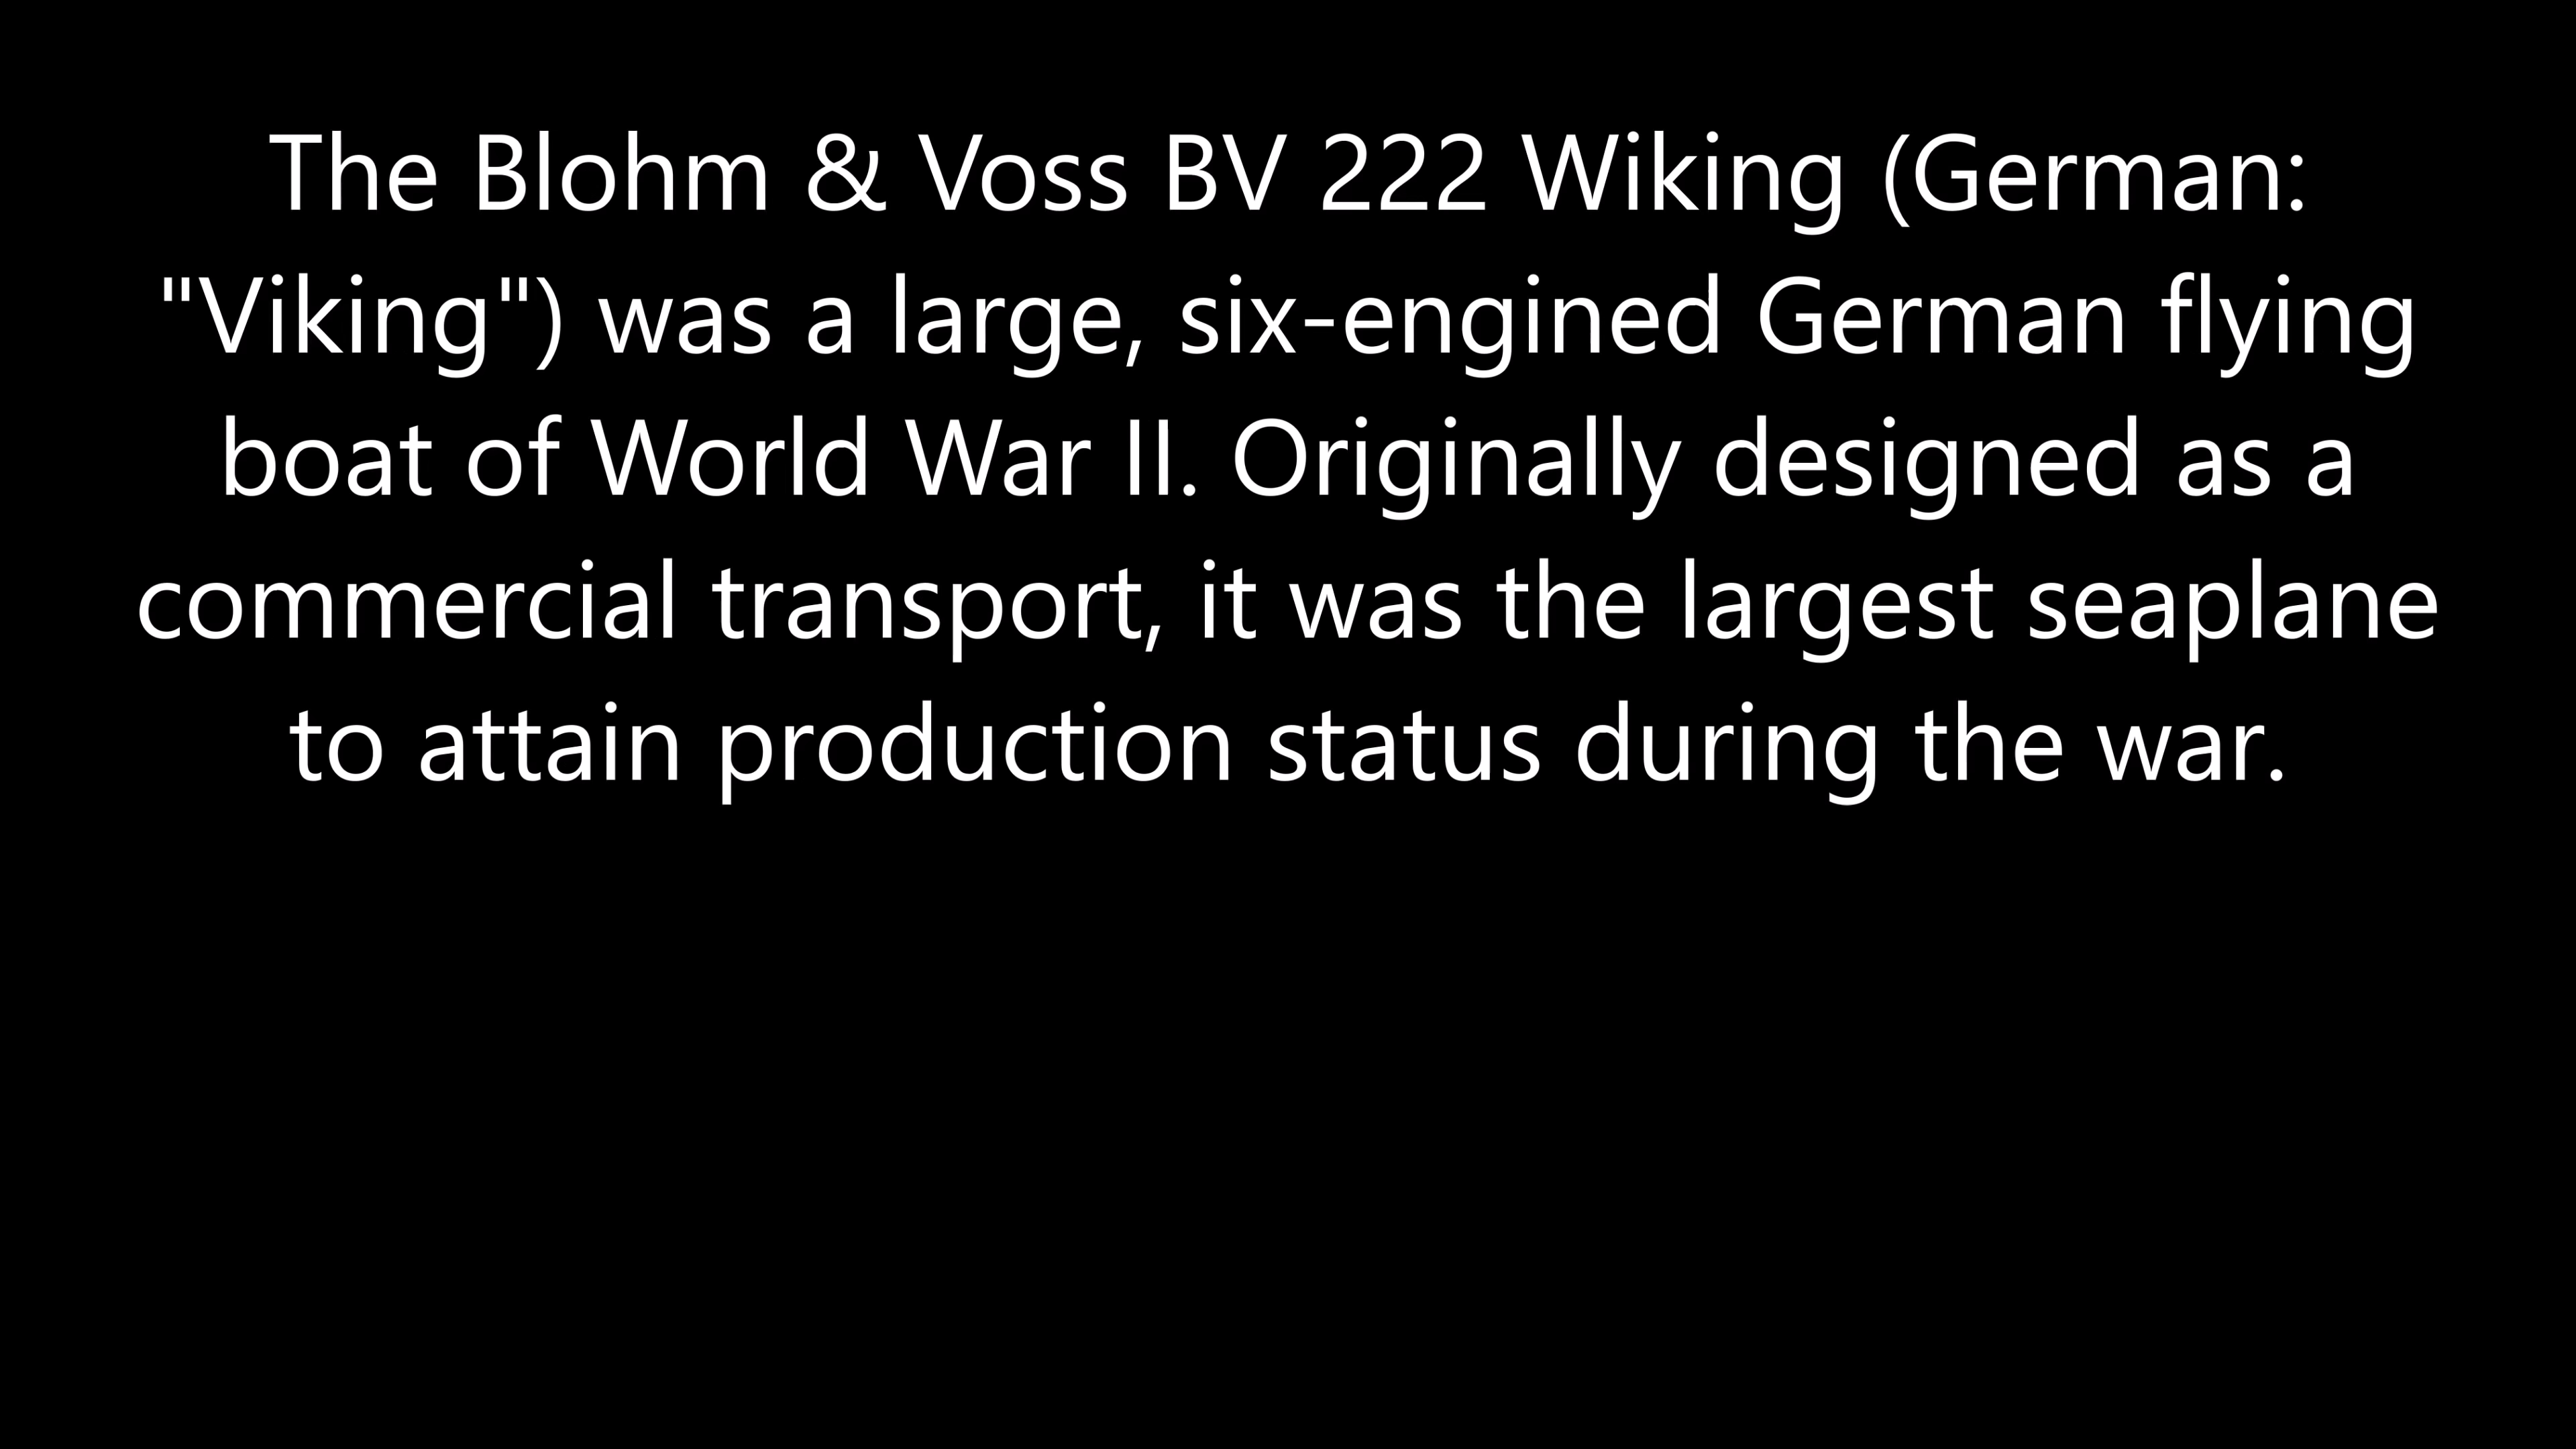 The Blohm & Voss BV 222 Wiking (German:
"Viking") was a large, six-engined German flying
boat of World War II. Originally designed as a
commercial transport, it was the largest seaplane
to attain production status during the war.